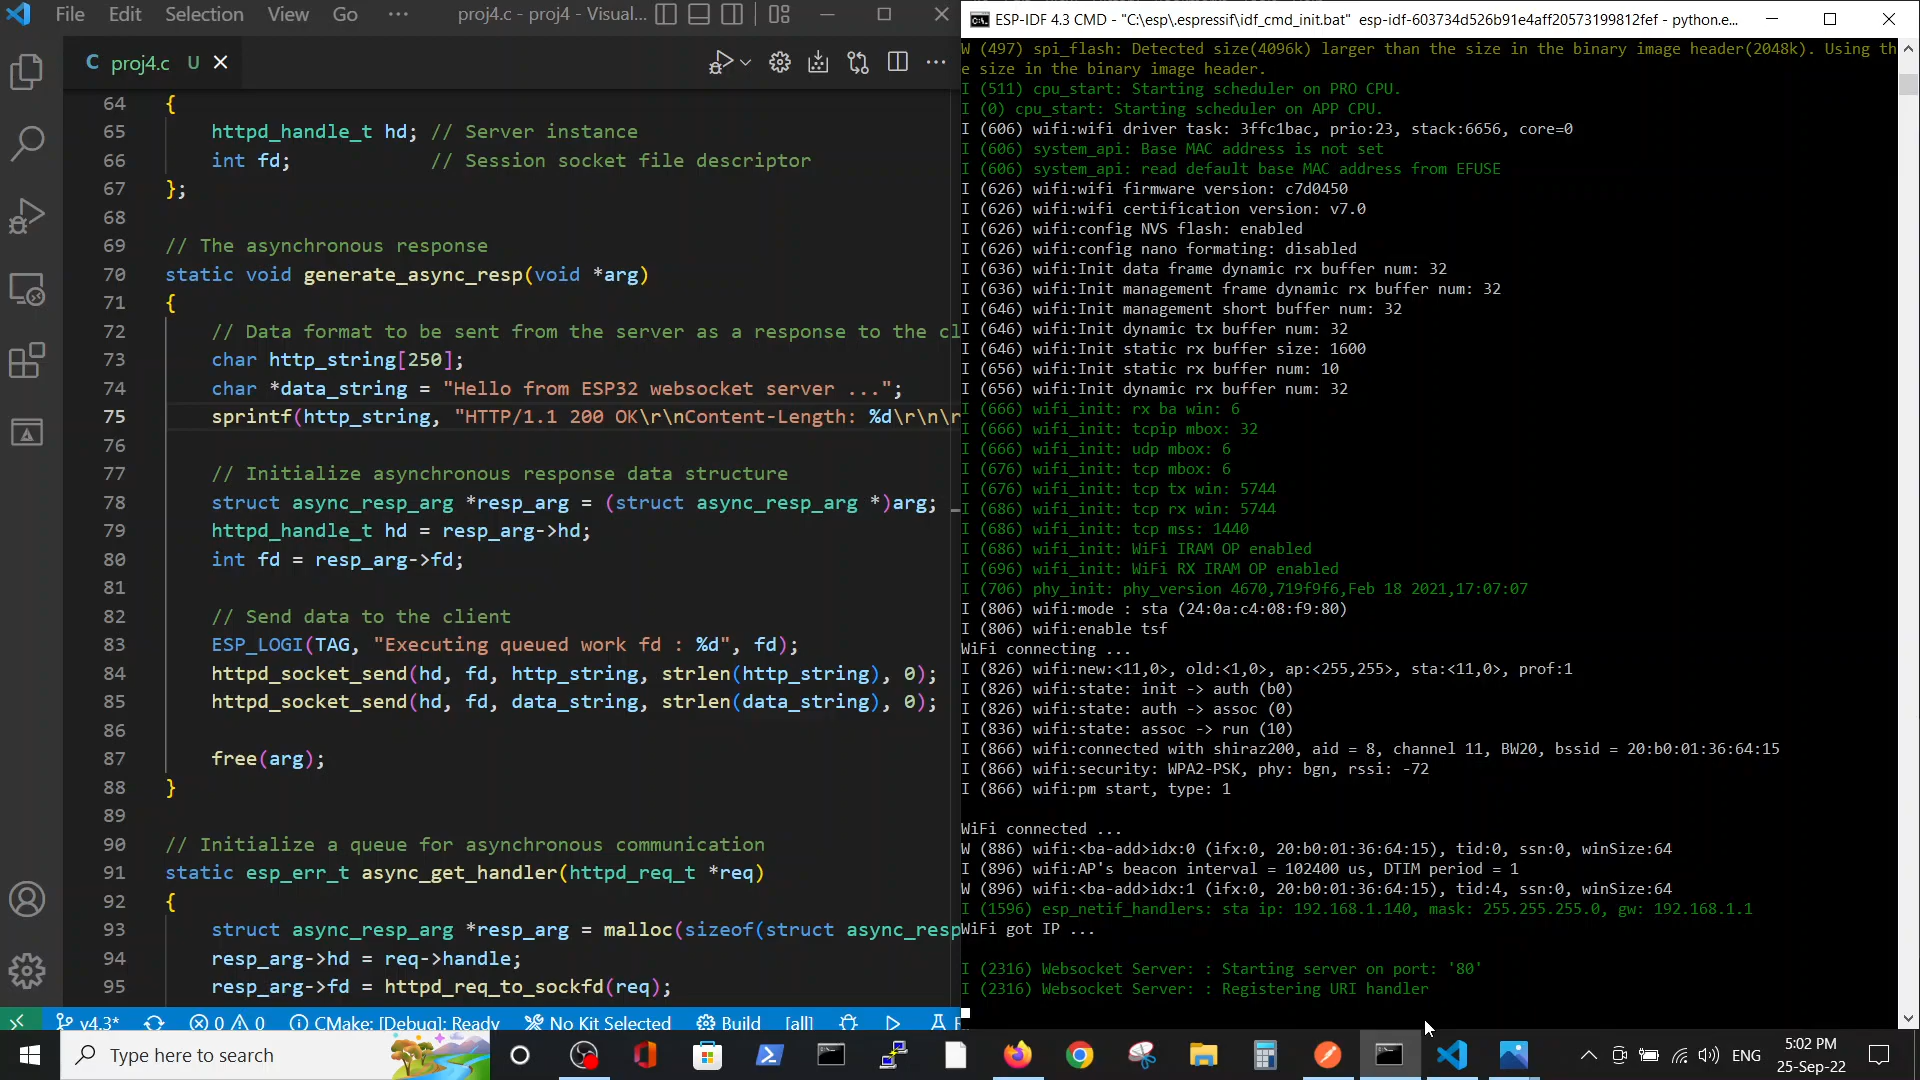 File Edit Selection View Go ··· proj4.c - proj4 - Visual...
C proj4.c U
64 {
65 httpd_handle_t hd; // Server instance
66 int fd; // Session socket file descriptor
67 };
68
69 // The asynchronous response
70 static void generate_async_resp(void *arg)
71 {
72 // Data format to be sent from the server as a response to the cl
73 char http_string[250];
74 char *data_string = "Hello from ESP32 websocket server ...";
75 sprintf(http_string, "HTTP/1.1 200 OK\r\nContent-Length: %d\r\n\r
76
77 // Initialize asynchronous response data structure
78 struct async_resp_arg *resp_arg = (struct async_resp_arg *)arg;
79 httpd_handle_t hd = resp_arg->hd;
80 int fd = resp_arg->fd;
81
82 // Send data to the client
83 ESP_LOGI(TAG, "Executing queued work fd : %d", fd);
84 httpd_socket_send(hd, fd, http_string, strlen(http_string), 0);
85 httpd_socket_send(hd, fd, data_string, strlen(data_string), 0);
86
87 free(arg);
88 }
89
90 // Initialize a queue for asynchronous communication
91 static esp_err_t async_get_handler(httpd_req_t *req)
92 {
93 struct async_resp_arg *resp_arg = malloc(sizeof(struct async_resp
94 resp_arg->hd = req->handle;
95 resp_arg->fd = httpd_req_to_sockfd(req);
v4.3* 0 0 CMake: [Debug]: Ready No Kit Selected Build [all]
ESP-IDF 4.3 CMD - "C:\esp\.espressif\idf_cmd_init.bat" esp-idf-603734d526b91e4aff20573199812fef - python.e...
W (497) spi_flash: Detected size(4096k) larger than the size in the binary image header(2048k). Using th
e size in the binary image header.
I (511) cpu_start: Starting scheduler on PRO CPU.
I (0) cpu_start: Starting scheduler on APP CPU.
I (606) wifi:wifi driver task: 3ffc1bac, prio:23, stack:6656, core=0
I (606) system_api: Base MAC address is not set
I (606) system_api: read default base MAC address from EFUSE
I (626) wifi:wifi firmware version: c7d0450
I (626) wifi:wifi certification version: v7.0
I (626) wifi:config NVS flash: enabled
I (626) wifi:config nano formating: disabled
I (636) wifi:Init data frame dynamic rx buffer num: 32
I (636) wifi:Init management frame dynamic rx buffer num: 32
I (646) wifi:Init management short buffer num: 32
I (646) wifi:Init dynamic tx buffer num: 32
I (646) wifi:Init static rx buffer size: 1600
I (656) wifi:Init static rx buffer num: 10
I (656) wifi:Init dynamic rx buffer num: 32
I (666) wifi_init: rx ba win: 6
I (666) wifi_init: tcpip mbox: 32
I (666) wifi_init: udp mbox: 6
I (676) wifi_init: tcp mbox: 6
I (676) wifi_init: tcp tx win: 5744
I (686) wifi_init: tcp rx win: 5744
I (686) wifi_init: tcp mss: 1440
I (686) wifi_init: WiFi IRAM OP enabled
I (696) wifi_init: WiFi RX IRAM OP enabled
I (706) phy_init: phy_version 4670,719f9f6,Feb 18 2021,17:07:07
I (806) wifi:mode : sta (24:0a:c4:08:f9:80)
I (806) wifi:enable tsf
WiFi connecting ...
I (826) wifi:new:<11,0>, old:<1,0>, ap:<255,255>, sta:<11,0>, prof:1
I (826) wifi:state: init -> auth (b0)
I (826) wifi:state: auth -> assoc (0)
I (836) wifi:state: assoc -> run (10)
I (866) wifi:connected with shiraz200, aid = 8, channel 11, BW20, bssid = 20:b0:01:36:64:15
I (866) wifi:security: WPA2-PSK, phy: bgn, rssi: -72
I (866) wifi:pm start, type: 1
WiFi connected ...
W (886) wifi:<ba-add>idx:0 (ifx:0, 20:b0:01:36:64:15), tid:0, ssn:0, winSize:64
I (896) wifi:AP's beacon interval = 102400 us, DTIM period = 1
W (896) wifi:<ba-add>idx:1 (ifx:0, 20:b0:01:36:64:15), tid:4, ssn:0, winSize:64
I (1596) esp_netif_handlers: sta ip: 192.168.1.140, mask: 255.255.255.0, gw: 192.168.1.1
WiFi got IP ...
I (2316) Websocket Server: : Starting server on port: '80'
I (2316) Websocket Server: : Registering URI handler
Type here to search
ENG
5:02 PM
25-Sep-22